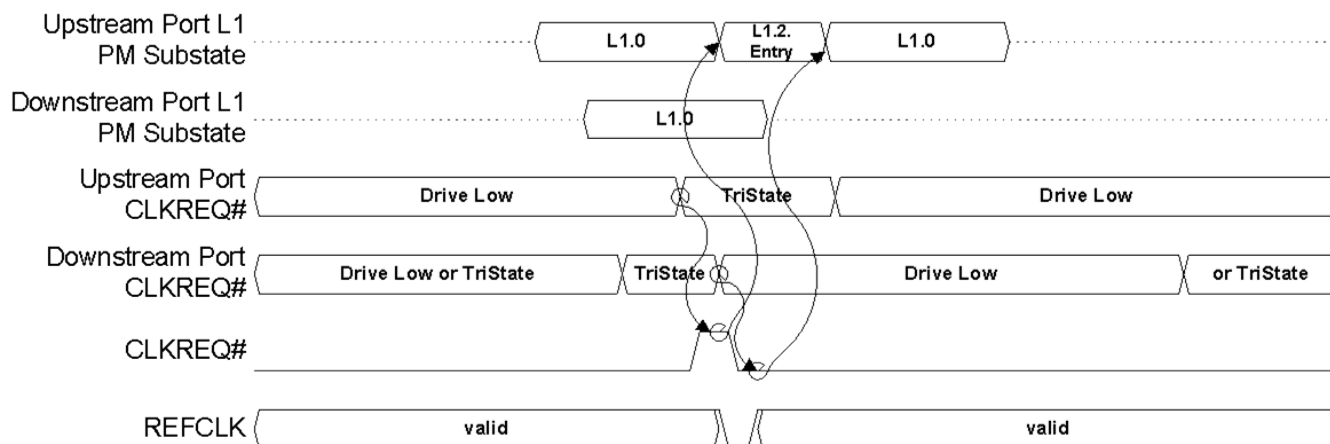 Upstream Port L1
PM Substate
L1.0
L1.2.
Entry
L1.0
Downstream Port L1
PM Substate
L1.0
Upstream Port
CLKREQ#
Drive Low
TriState
Drive Low
Downstream Port
CLKREQ#
Drive Low or TriState
TriState
Drive Low
or TriState
CLKREQ#
REFCLK
valid
valid